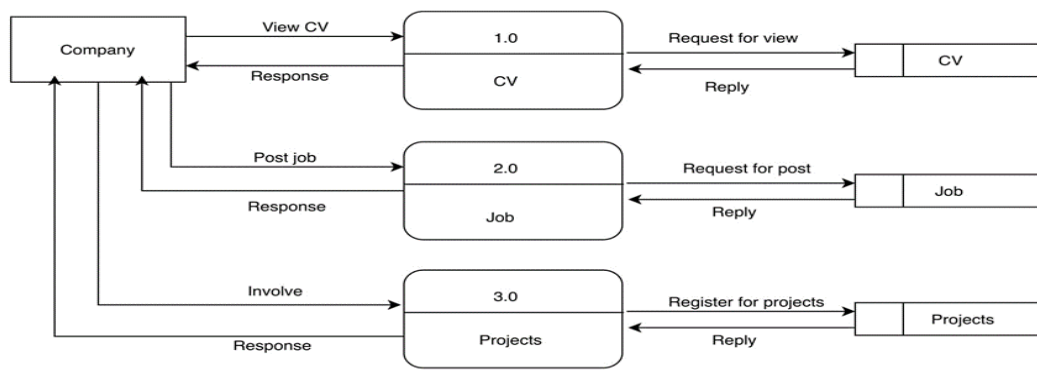 View CV
1.0
Request for view
Company
CV
Response
CV
Reply
Post job
2.0
Request for post
Job
Response
Job
Reply
Involve
3.0
Register for projects
Projects
Response
Projects
Reply